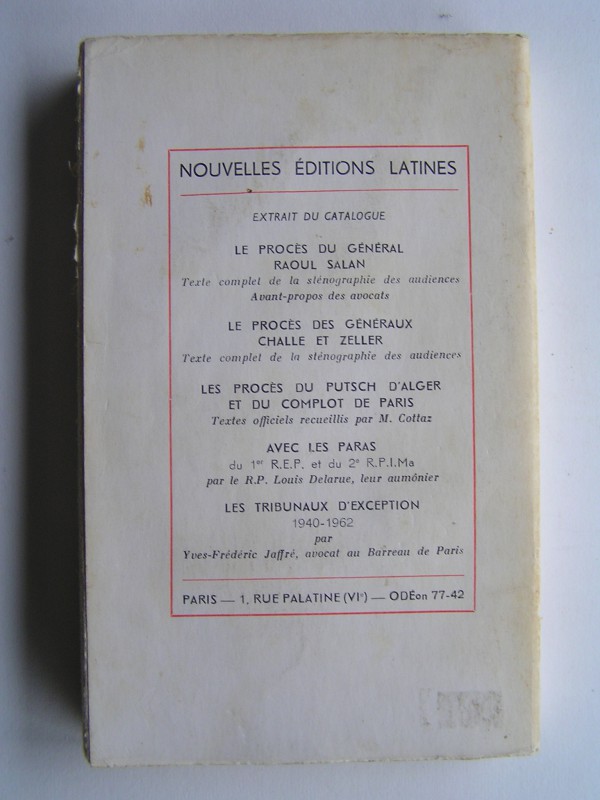 NOUVELLES ÉDITIONS LATINES
EXTRAIT DU CATALOGUE
LE PROCÈS DU GÉNÉRAL
RAOUL SALAN
Texte complet de la sténographie des audiences
Avant-propos des avocats
LE PROCÈS DES GÉNÉRAUX
CHALLE ET ZELLER
Texte complet de la sténographie des audiences
LES PROCÈS DU PUTSCH D'ALGER
ET DU COMPLOT DE PARIS
Textes officiels recueillis par M. Cottaz
AVEC LES PARAS
du 1er R.E.P. et du 2e R.P.I.Ma
par le R.P. Louis Delarue, leur aumônier
LES TRIBUNAUX D'EXCEPTION
1940-1962
par
Yves-Frédéric Jaffré, avocat au Barreau de Paris
PARIS — 1, RUE PALATINE (VIe) — ODÉon 77-42